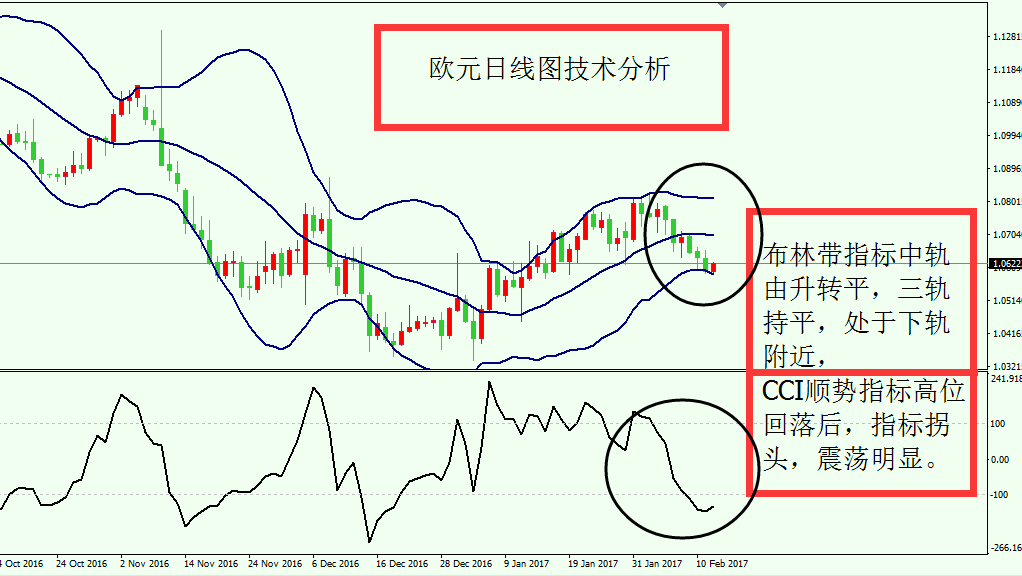 欧元日线图技术分析
1.12815
1.1184
1.1089
1.0994
1.0896
1.0801
1.0704
1.0622
1.0514
1.0416
1.0321
布林带指标中轨
由升转平，三轨
持平，处于下轨
附近，
CCI顺势指标高位
回落后，指标拐
头，震荡明显。
241.918
100
0.00
-100
-266.16
4 Oct 2016 24 Oct 2016 2 Nov 2016 14 Nov 2016 24 Nov 2016 6 Dec 2016 16 Dec 2016 28 Dec 2016 9 Jan 2017 19 Jan 2017 31 Jan 2017 10 Feb 2017